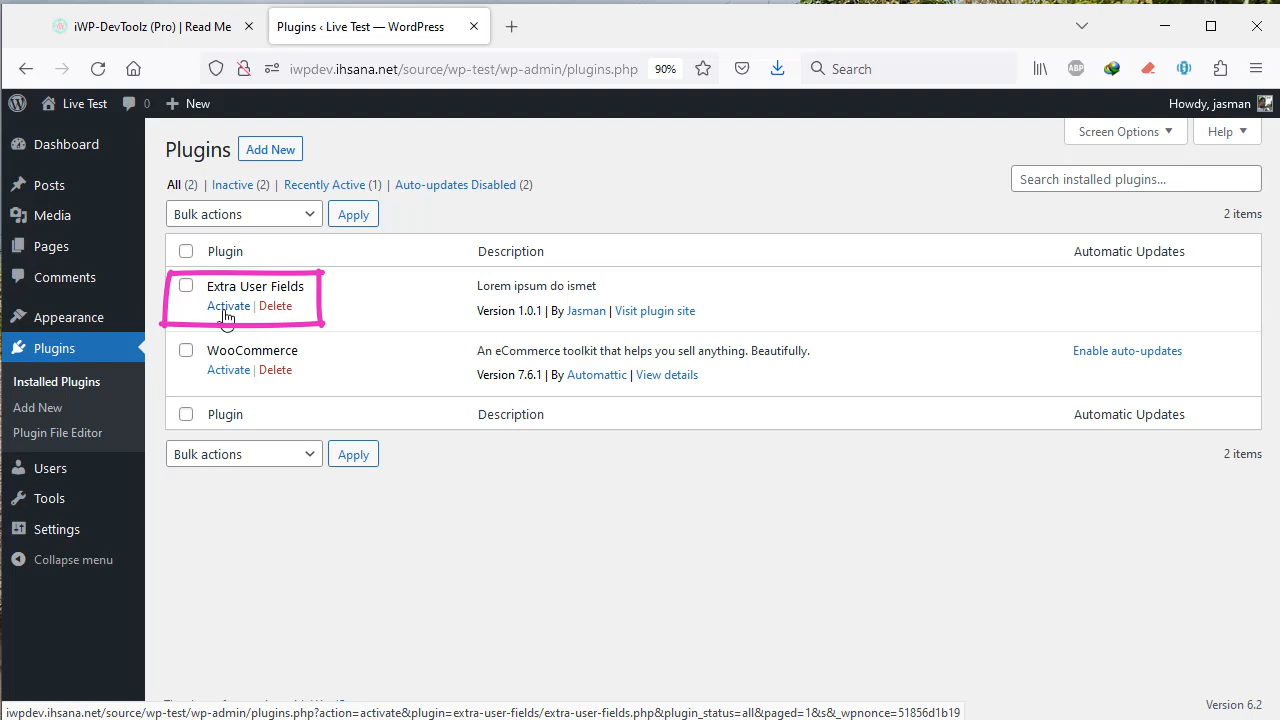 iWP-DevToolz (Pro) | Read Me
Plugins ‹ Live Test — WordPress
iwpdev.ihsana.net/source/wp-test/wp-admin/plugins.php
90%
Search
ABP
Live Test
0
New
Howdy, jasman
Dashboard
Posts
Media
Pages
Comments
Appearance
Plugins
Installed Plugins
Add New
Plugin File Editor
Users
Tools
Settings
Collapse menu
Screen Options
Help
Plugins
Add New
All (2) | Inactive (2) | Recently Active (1) | Auto-updates Disabled (2)
Search installed plugins...
Bulk actions
Apply
2 items
Plugin Description Automatic Updates
Extra User Fields Lorem ipsum do ismet
Activate | Delete Version 1.0.1 | By Jasman | Visit plugin site
WooCommerce An eCommerce toolkit that helps you sell anything. Beautifully. Enable auto-updates
Activate | Delete Version 7.6.1 | By Automattic | View details
Plugin Description Automatic Updates
Bulk actions
Apply
2 items
Version 6.2
iwpdev.ihsana.net/source/wp-test/wp-admin/plugins.php?action=activate&plugin=extra-user-fields/extra-user-fields.php&plugin_status=all&paged=1&s&_wpnonce=51856d1b19